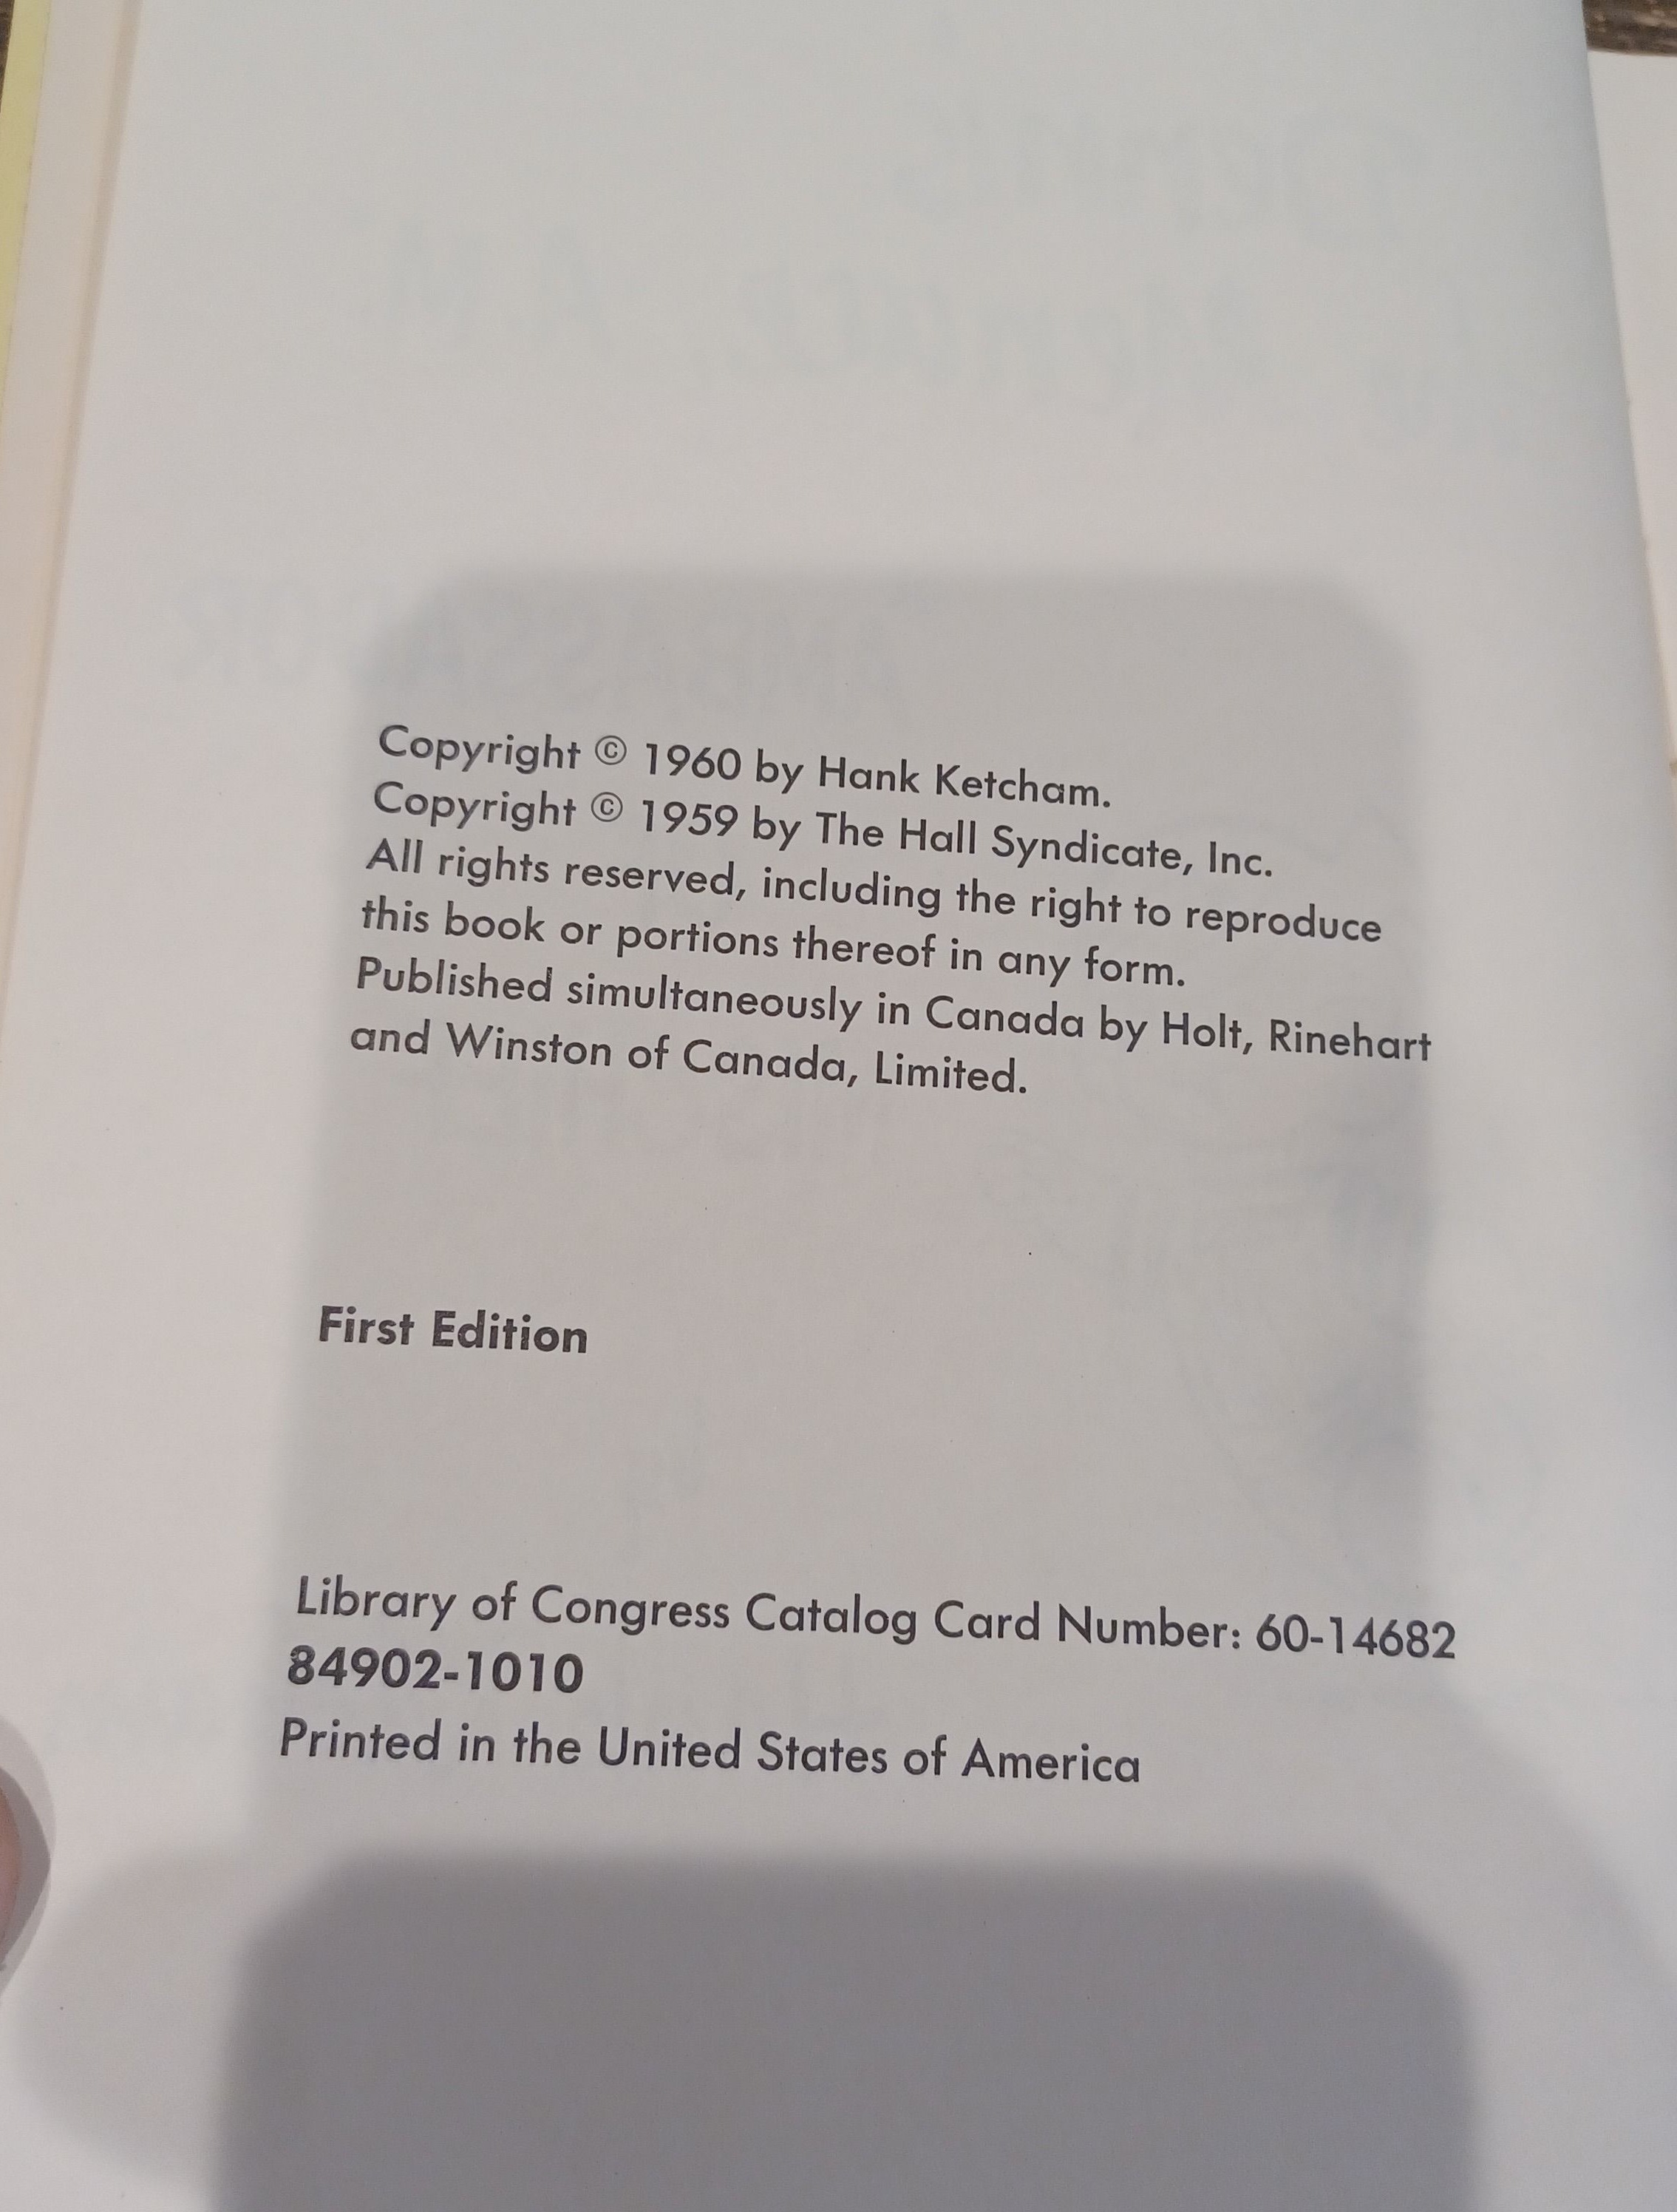 Copyright © 1960 by Hank Ketcham.
Copyright © 1959 by The Hall Syndicate, Inc.
All rights reserved, including the right to reproduce
this book or portions thereof in any form.
Published simultaneously in Canada by Holt, Rinehart
and Winston of Canada, Limited.
First Edition
Library of Congress Catalog Card Number: 60-14682
84902-1010
Printed in the United States of America